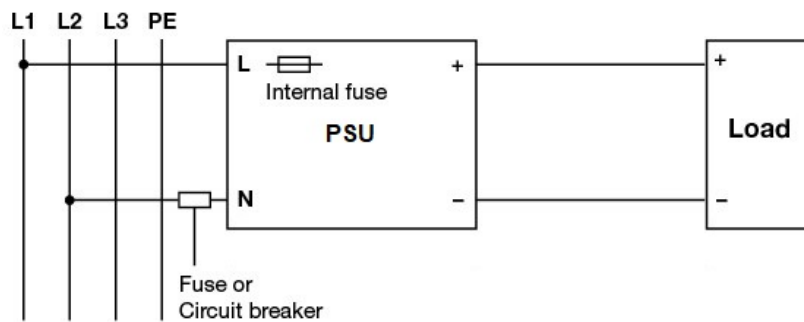 L1 L2 L3 PE
L
+
+
Internal fuse
PSU
Load
N
−
−
Fuse or
Circuit breaker